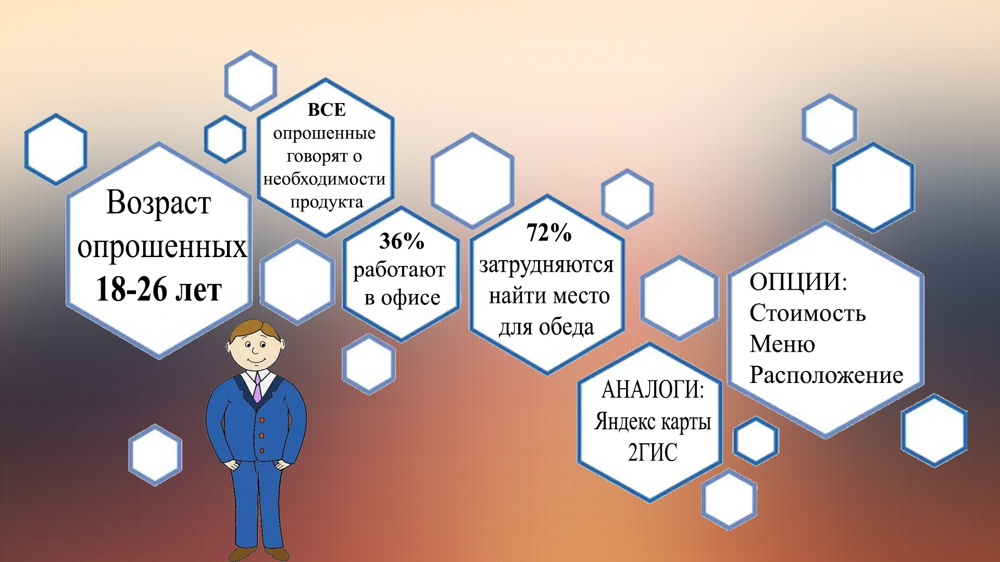 Возраст
опрошенных
18-26 лет
ВСЕ
опрошенные
говорят о
необходимости
продукта
36%
работают
в офисе
72%
затрудняются
найти место
для обеда
АНАЛОГИ:
Яндекс карты
2ГИС
ОПЦИИ:
Стоимость
Меню
Расположение